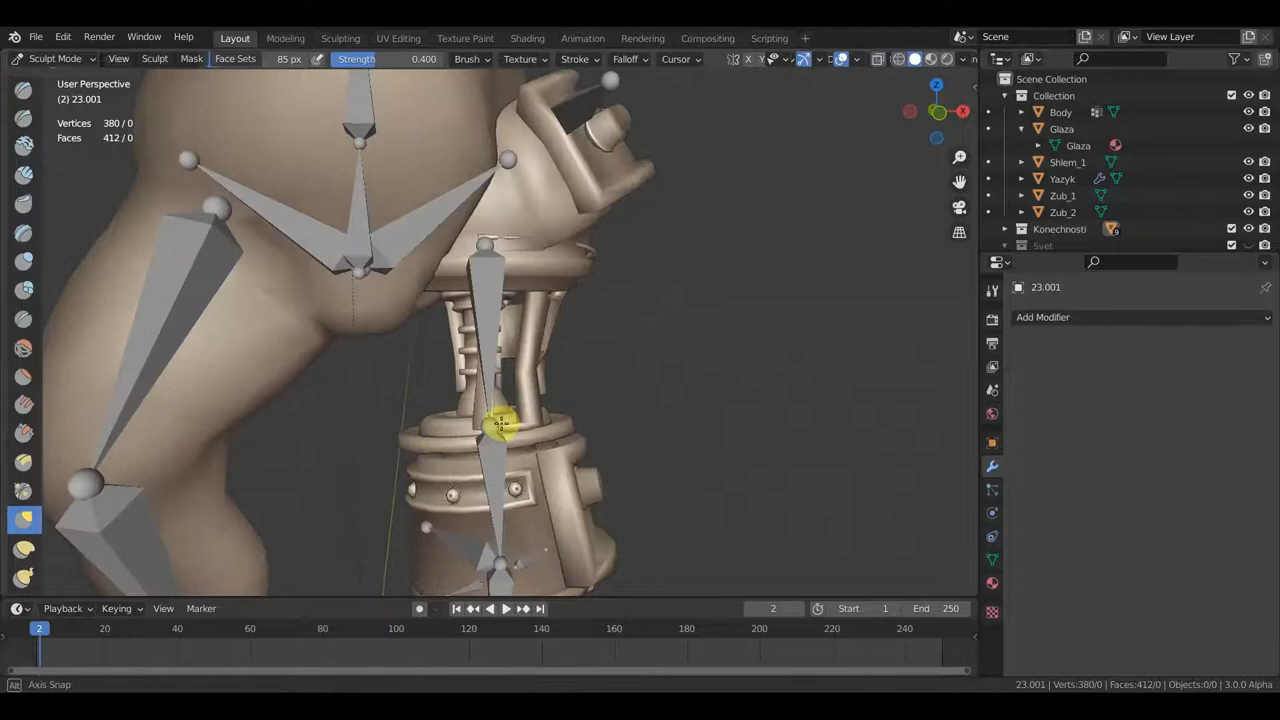 File Edit Render Window Help Layout Modeling Sculpting UV Editing Texture Paint Shading Animation Rendering Compositing Scripting + Scene View Layer
Sculpt Mode View Sculpt Mask Face Sets 85 px Strength 0.400 Brush Texture Stroke Falloff Cursor X Y
User Perspective
(2) 23.001
Vertices 380 / 0
Faces 412 / 0
Z
X
Scene Collection
Collection
Body
Glaza
Glaza
Shlem_1
Yazyk
Zub_1
Zub_2
Konechnosti 9
Svet
23.001
Add Modifier
Playback Keying View Marker 2 Start 1 End 250
2 20 40 60 80 100 120 140 160 180 200 220 240
Alt Axis Snap 23.001 | Verts:380/0 | Faces:412/0 | Objects:0/0 | 3.0.0 Alpha